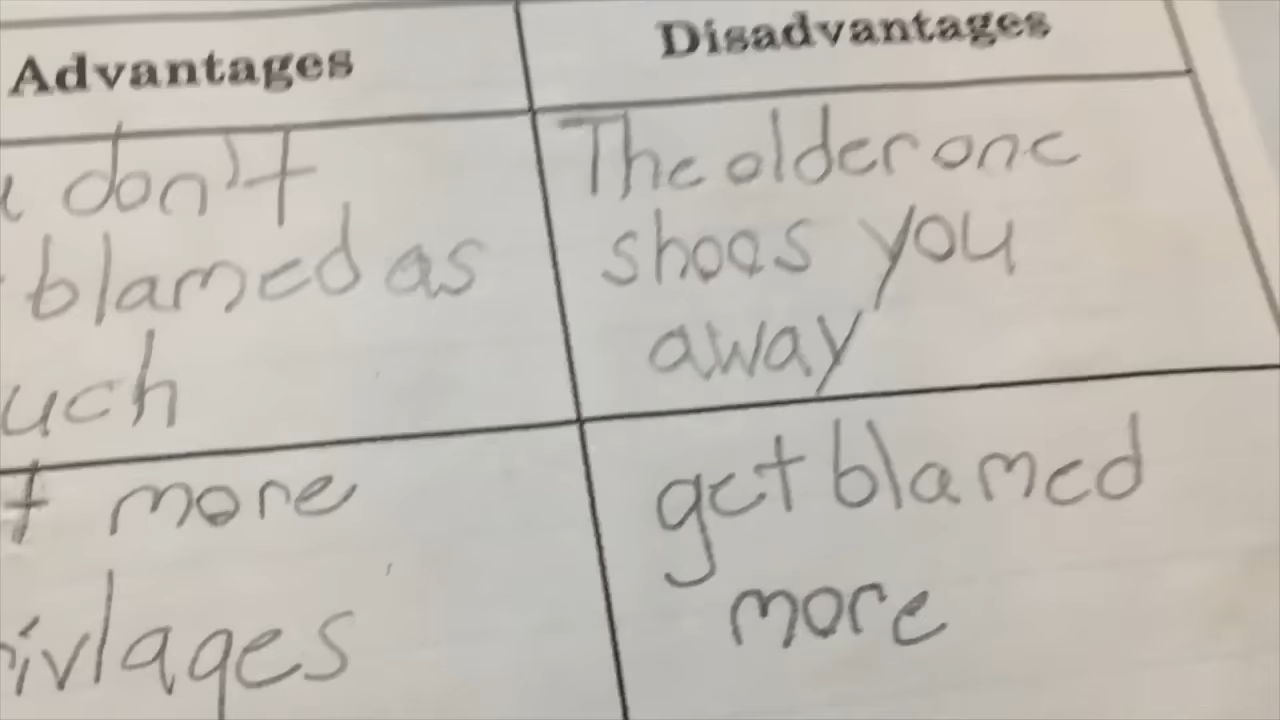 Advantages Disadvantages
don't
blamed as
uch
more
ivlages
The older one
shoos you
away
get blamed
more